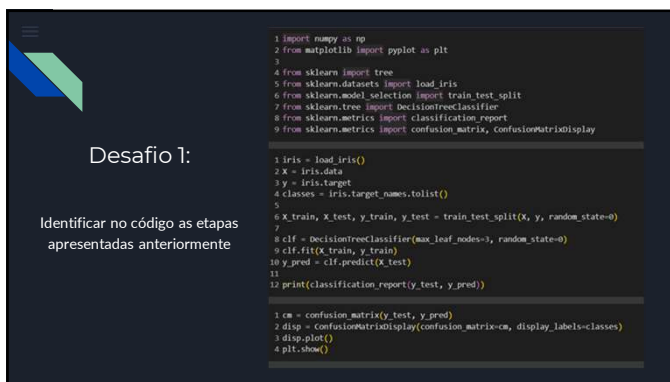 Desafio 1:
Identificar no código as etapas
apresentadas anteriormente
1 import numpy as np
2 from matplotlib import pyplot as plt
3
4 from sklearn import tree
5 from sklearn.datasets import load_iris
6 from sklearn.model_selection import train_test_split
7 from sklearn.tree import DecisionTreeClassifier
8 from sklearn.metrics import classification_report
9 from sklearn.metrics import confusion_matrix, ConfusionMatrixDisplay
1 iris = load_iris()
2 X = iris.data
3 y = iris.target
4 classes = iris.target_names.tolist()
5
6 X_train, X_test, y_train, y_test = train_test_split(X, y, random_state=0)
7
8 clf = DecisionTreeClassifier(max_leaf_nodes=3, random_state=0)
9 clf.fit(X_train, y_train)
10 y_pred = clf.predict(X_test)
11
12 print(classification_report(y_test, y_pred))
1 cm = confusion_matrix(y_test, y_pred)
2 disp = ConfusionMatrixDisplay(confusion_matrix=cm, display_labels=classes)
3 disp.plot()
4 plt.show()